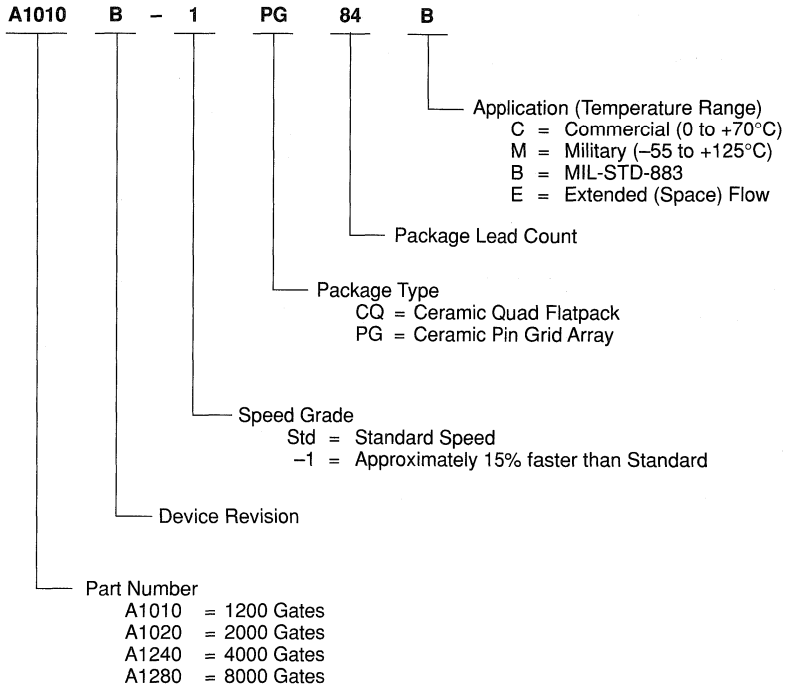 A1010 B – 1 PG 84 B
Application (Temperature Range)
C = Commercial (0 to +70°C)
M = Military (–55 to +125°C)
B = MIL-STD-883
E = Extended (Space) Flow
Package Lead Count
Package Type
CQ = Ceramic Quad Flatpack
PG = Ceramic Pin Grid Array
Speed Grade
Std = Standard Speed
–1 = Approximately 15% faster than Standard
Device Revision
Part Number
A1010 = 1200 Gates
A1020 = 2000 Gates
A1240 = 4000 Gates
A1280 = 8000 Gates